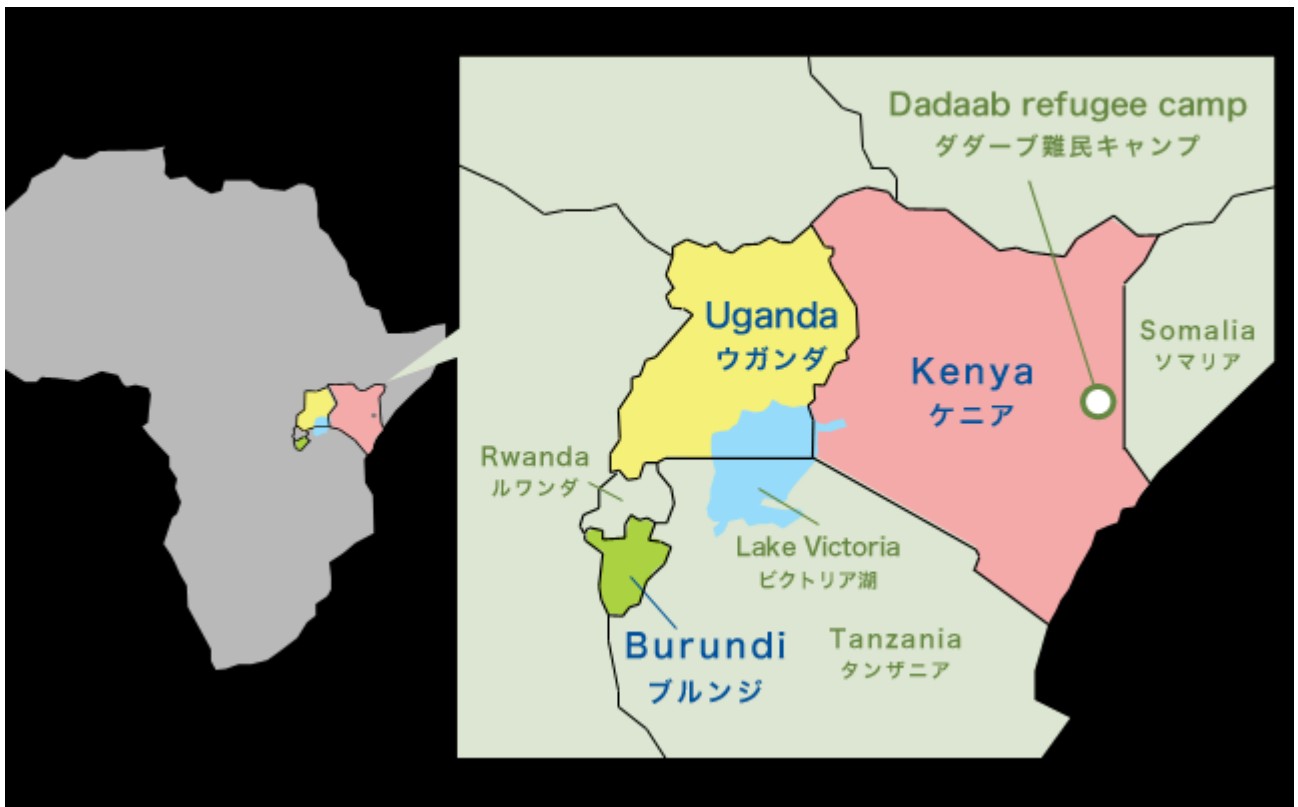 Dadaab refugee camp
ダダーブ難民キャンプ
Uganda
ウガンダ
Kenya
ケニア
Somalia
ソマリア
Rwanda
ルワンダ
Lake Victoria
ビクトリア湖
Burundi
ブルンジ
Tanzania
タンザニア